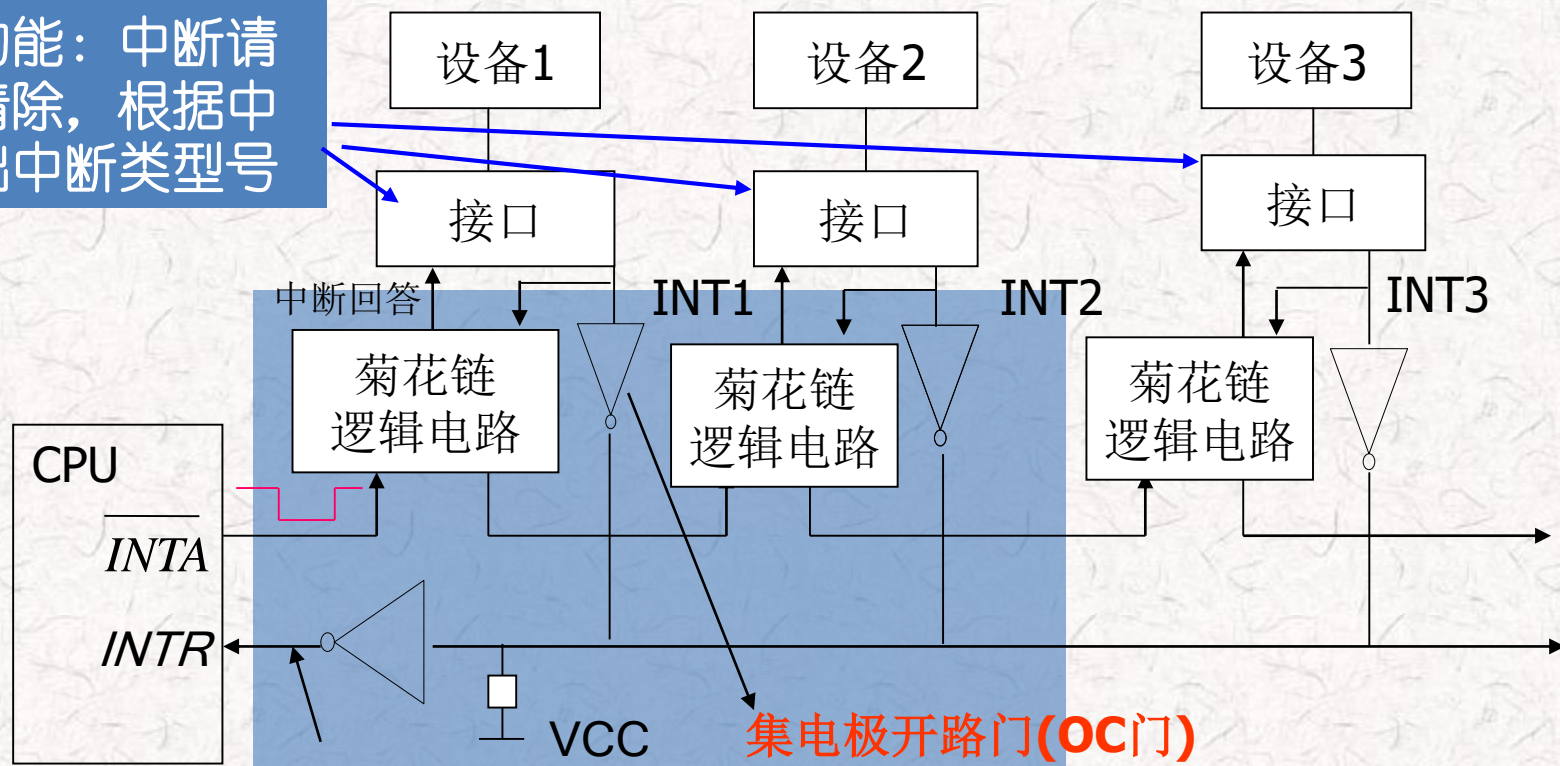 功能：中断请
清除，根据中
出中断类型号
设备1
设备2
设备3
接口
接口
接口
中断回答
INT1
INT2
INT3
菊花链
逻辑电路
菊花链
逻辑电路
菊花链
逻辑电路
CPU
INTA
INTR
VCC
集电极开路门(OC门)